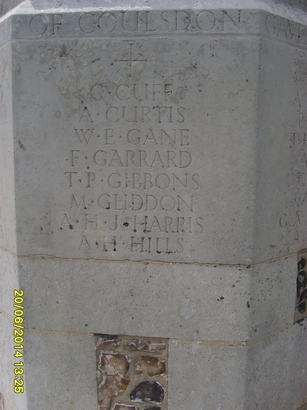 OF COULSDON
C · CUFF
A · CURTIS
W · E · GANE
F · GARRARD
T · P · GIBBONS
M · GLIDDON
A · H · J · HARRIS
A · H · HILLS
20/06/2014 13:25